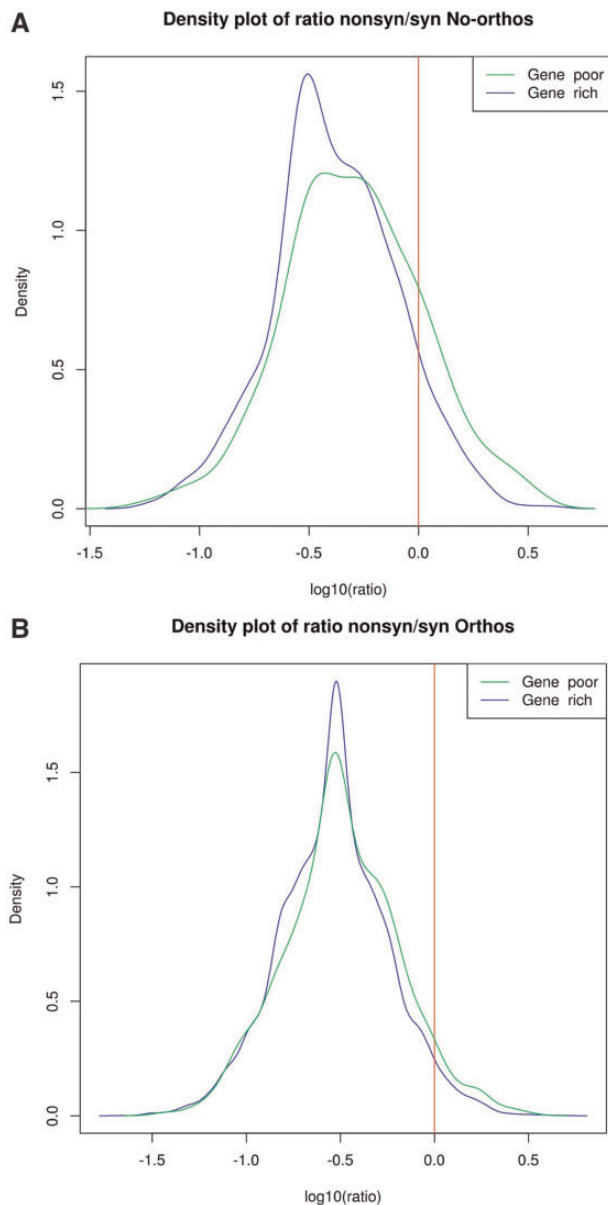 A
Density plot of ratio nonsyn/syn No-orthos
Gene poor
Gene rich
1.5
1.0
0.5
0.0
Density
-1.5 -1.0 -0.5 0.0 0.5
log10(ratio)
B
Density plot of ratio nonsyn/syn Orthos
Gene poor
Gene rich
1.5
1.0
0.5
0.0
Density
-1.5 -1.0 -0.5 0.0 0.5
log10(ratio)